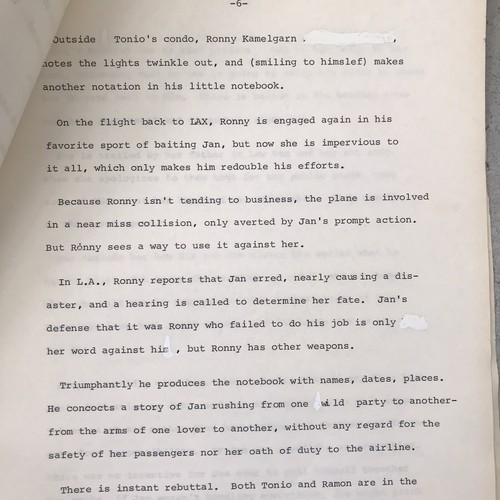 -6-
Outside Tonio's condo, Ronny Kamelgarn . ,
notes the lights twinkle out, and (smiling to himslef) makes
another notation in his little notebook.
On the flight back to LAX, Ronny is engaged again in his
favorite sport of baiting Jan, but now she is impervious to
it all, which only makes him redouble his efforts.
Because Ronny isn't tending to business, the plane is involved
in a near miss collision, only averted by Jan's prompt action.
But Ronny sees a way to use it against her.
In L.A., Ronny reports that Jan erred, nearly causing a dis-
aster, and a hearing is called to determine her fate. Jan's
defense that it was Ronny who failed to do his job is only
her word against him , but Ronny has other weapons.
Triumphantly he produces the notebook with names, dates, places.
He concocts a story of Jan rushing from one wild party to another-
from the arms of one lover to another, without any regard for the
safety of her passengers nor her oath of duty to the airline.
There is instant rebuttal. Both Tonio and Ramon are in the